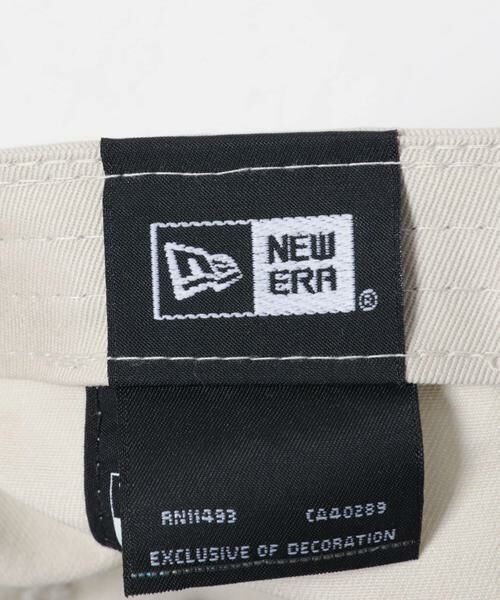 NEW
ERA
®
RN11493 CA40289
EXCLUSIVE OF DECORATION